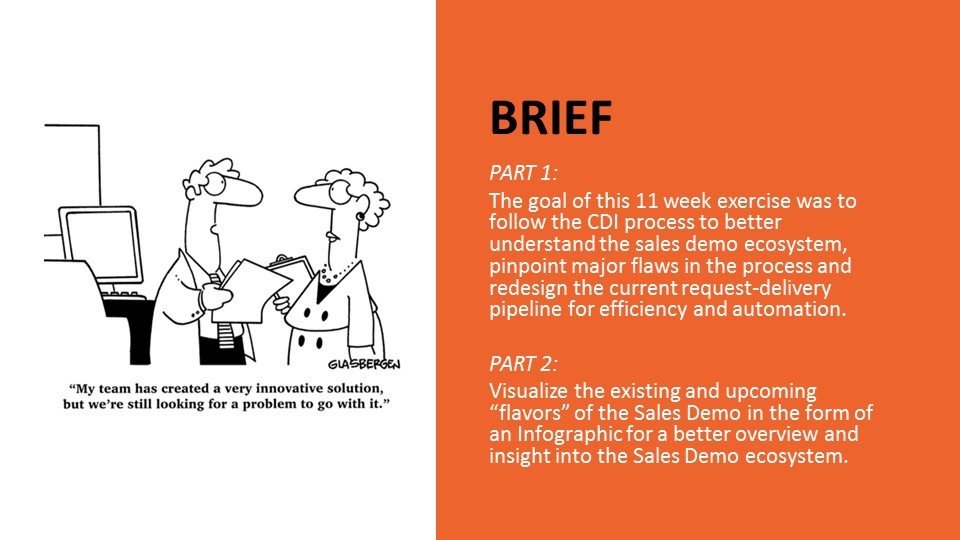 GLASBERGEN
“My team has created a very innovative solution,
but we’re still looking for a problem to go with it.”
BRIEF
PART 1:
The goal of this 11 week exercise was to
follow the CDI process to better
understand the sales demo ecosystem,
pinpoint major flaws in the process and
redesign the current request-delivery
pipeline for efficiency and automation.
PART 2:
Visualize the existing and upcoming
“flavors” of the Sales Demo in the form of
an Infographic for a better overview and
insight into the Sales Demo ecosystem.